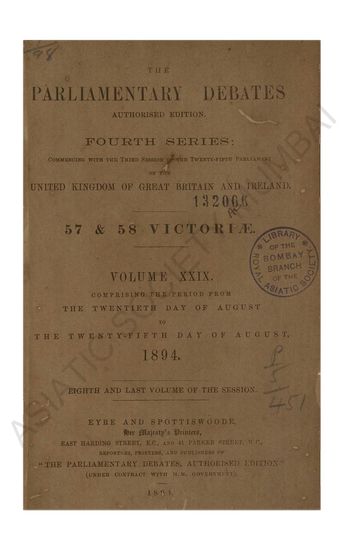 THE
PARLIAMENTARY DEBATES
AUTHORISED EDITION.
FOURTH SERIES:
COMMENCING WITH THE THIRD SESSION OF THE TWENTY-FIFTH PARLIAMENT
OF THE
UNITED KINGDOM OF GREAT BRITAIN AND IRELAND.
132006
57 & 58 VICTORIÆ.
LIBRARY
OF THE
BOMBAY
BRANCH
OF THE
ROYAL ASIATIC SOCIETY
VOLUME XXIX.
COMPRISING THE PERIOD FROM
THE TWENTIETH DAY OF AUGUST
TO
THE TWENTY-FIFTH DAY OF AUGUST,
1894.
EIGHTH AND LAST VOLUME OF THE SESSION.
EYRE AND SPOTTISWOODE,
Her Majesty's Printers,
EAST HARDING STREET, E.C., AND 41 PARKER STREET, W.C.,
REPORTERS, PRINTERS, AND PUBLISHERS OF
"THE PARLIAMENTARY DEBATES, AUTHORISED EDITION"
(UNDER CONTRACT WITH H.M. GOVERNMENT).
1894.
ASIATIC SOCIETY OF MUMBAI